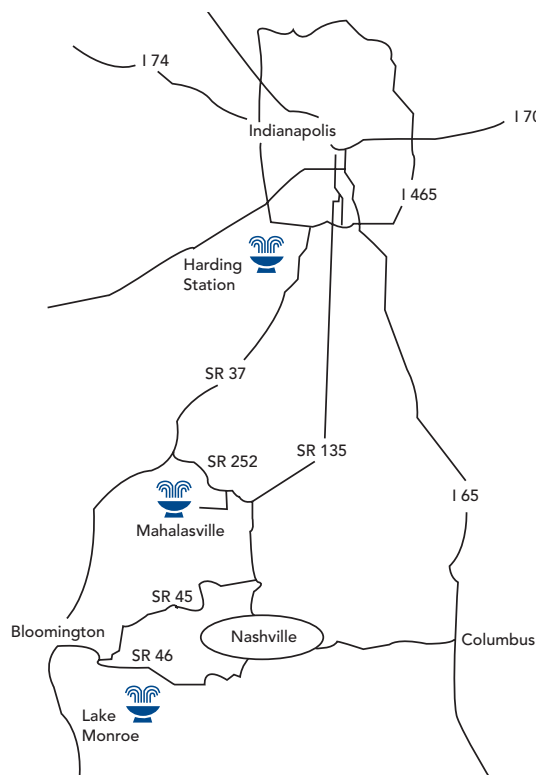 I 74
I 70
Indianapolis
I 465
Harding
Station
SR 37
SR 135
SR 252
I 65
Mahalasville
SR 45
Bloomington
Nashville
Columbus
SR 46
Lake
Monroe